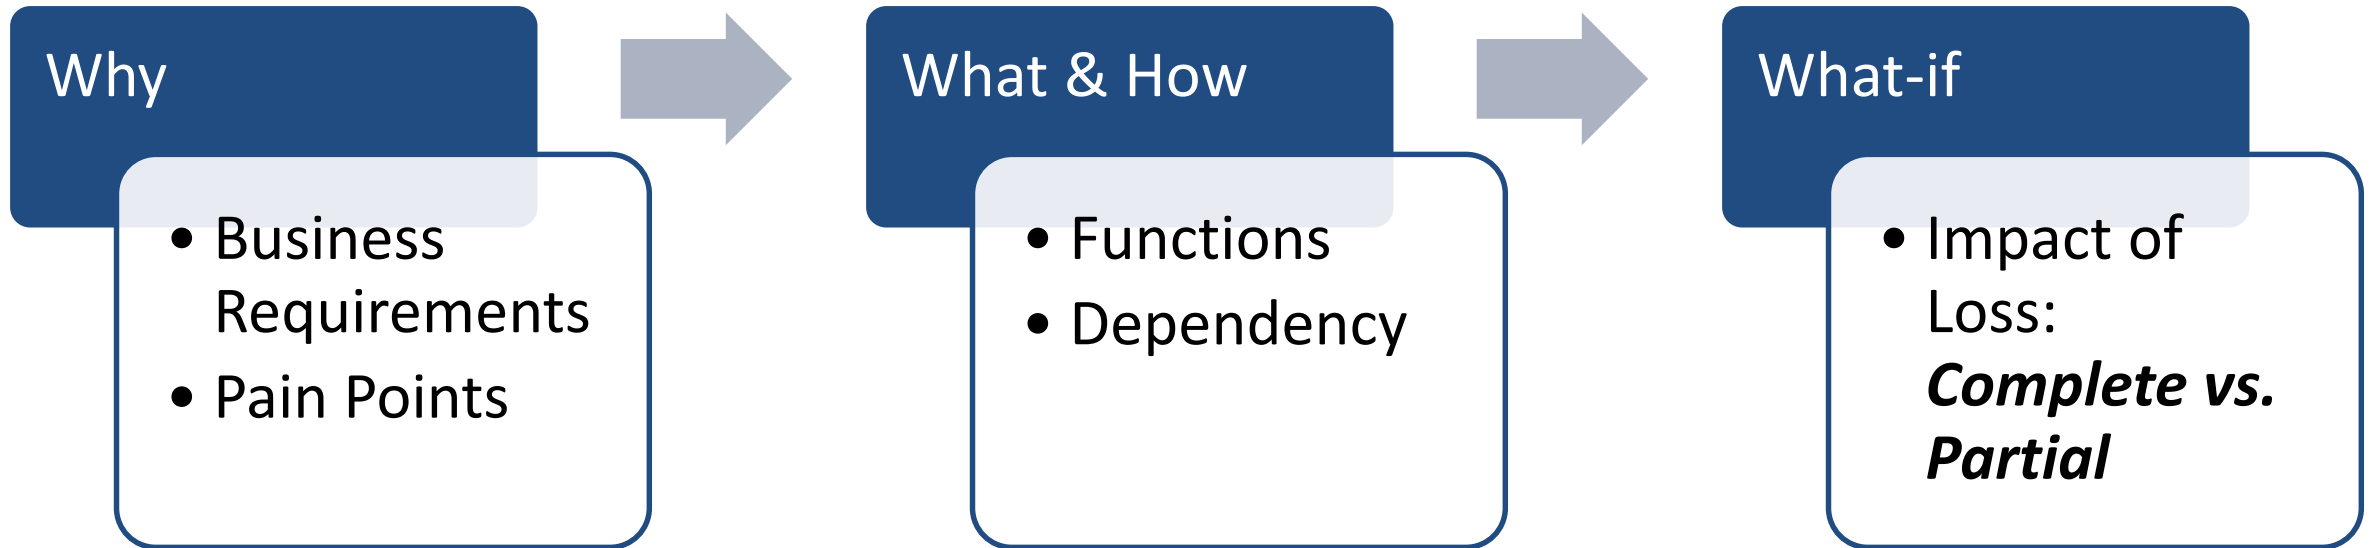 Why
• Business
Requirements
• Pain Points
What & How
• Functions
• Dependency
What-if
• Impact of
Loss:
Complete vs.
Partial